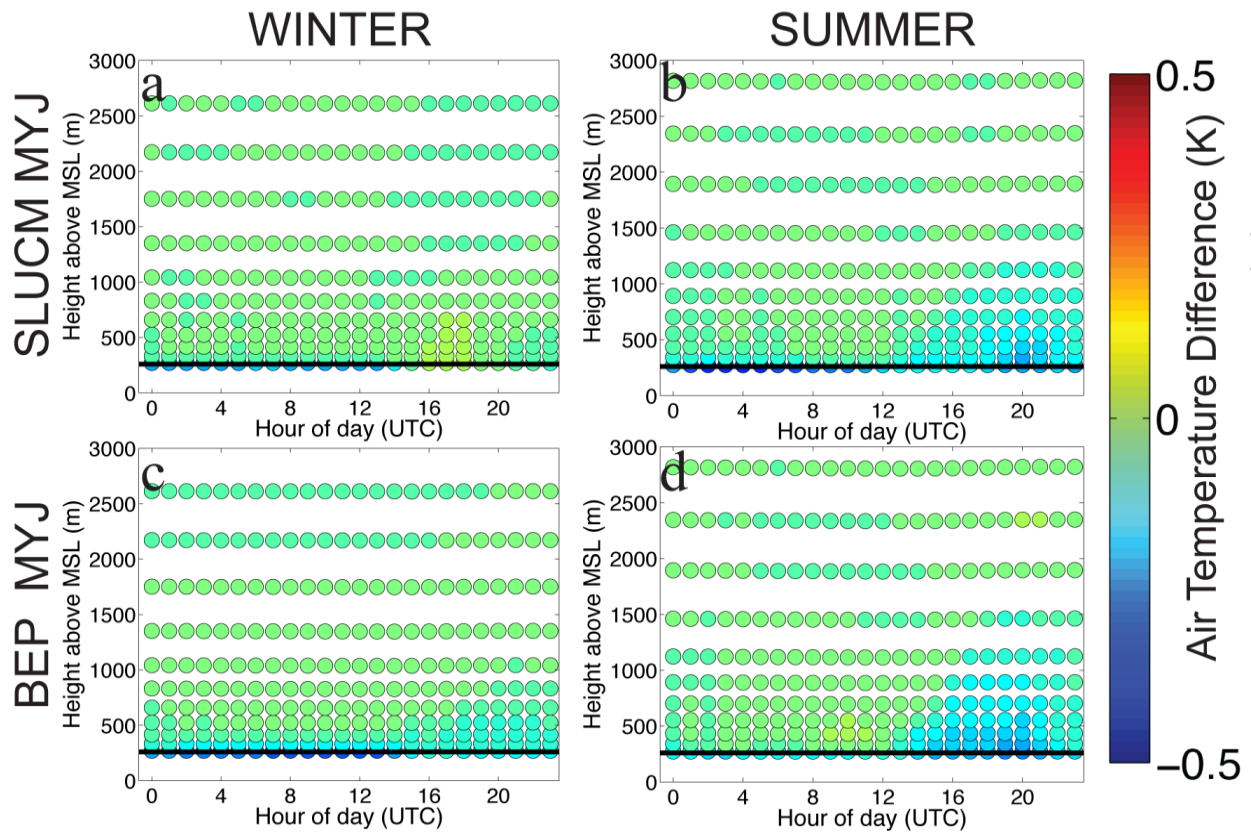 WINTER SUMMER
SLUCM MYJ
a
Height above MSL (m)
3000
2500
2000
1500
1000
500
0
0 4 8 12 16 20
Hour of day (UTC)
b
Height above MSL (m)
3000
2500
2000
1500
1000
500
0
0 4 8 12 16 20
Hour of day (UTC)
BEP MYJ
c
Height above MSL (m)
3000
2500
2000
1500
1000
500
0
0 4 8 12 16 20
Hour of day (UTC)
d
Height above MSL (m)
3000
2500
2000
1500
1000
500
0
0 4 8 12 16 20
Hour of day (UTC)
0.5
0
−0.5
Air Temperature Difference (K)